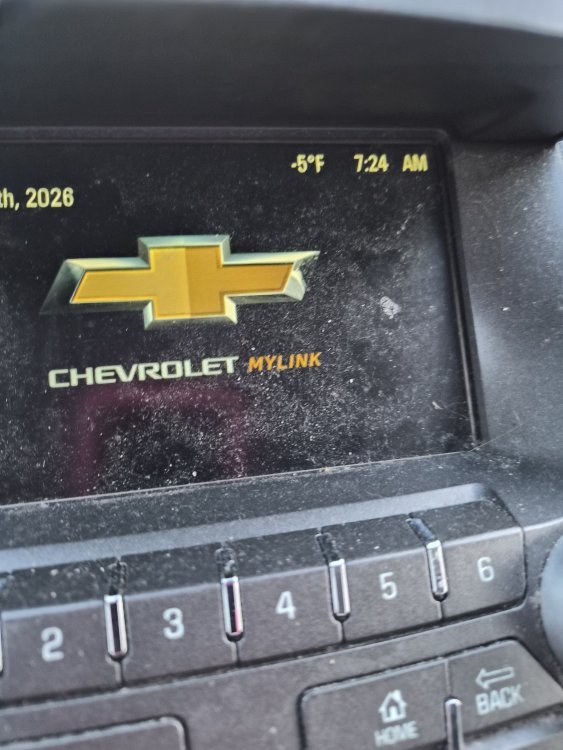 -5°F 7:24 AM
th, 2026
CHEVROLET MYLINK
2 3 4 5 6
HOME BACK